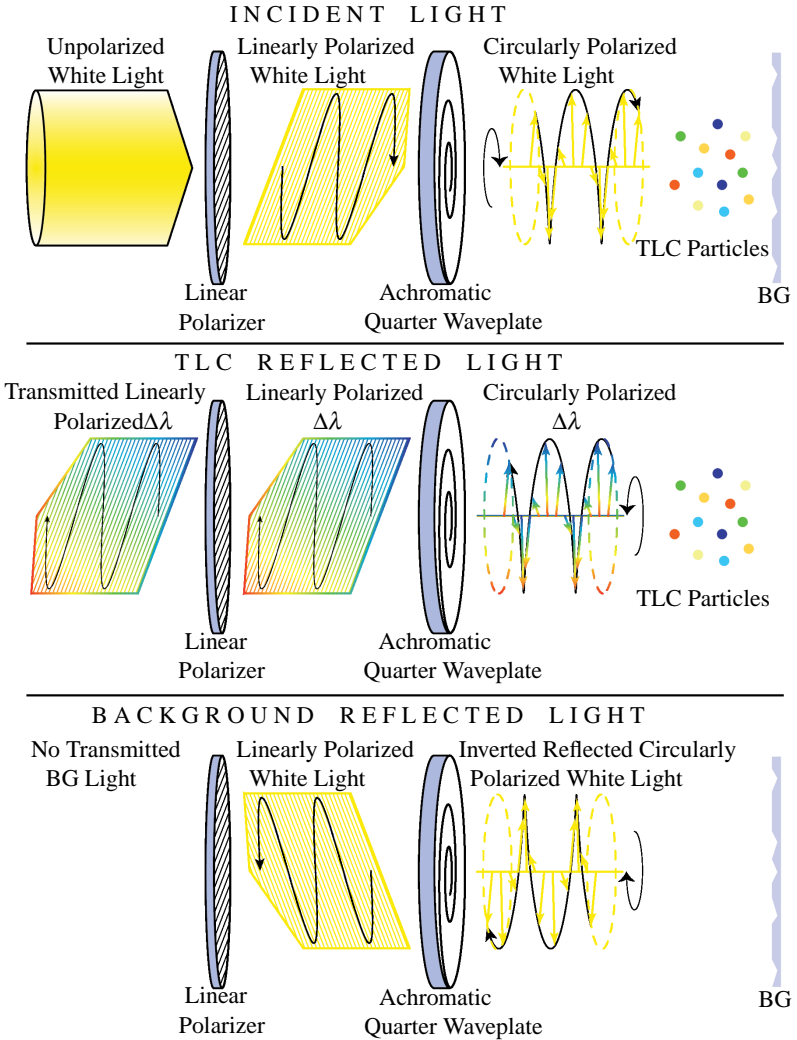 INCIDENT LIGHT
Unpolarized
White Light
Linearly Polarized
White Light
Circularly Polarized
White Light
TLC Particles
BG
Linear
Polarizer
Achromatic
Quarter Waveplate
TLC REFLECTED LIGHT
Transmitted Linearly
PolarizedΔλ
Linearly Polarized
Δλ
Circularly Polarized
Δλ
TLC Particles
Linear
Polarizer
Achromatic
Quarter Waveplate
BACKGROUND REFLECTED LIGHT
No Transmitted
BG Light
Linearly Polarized
White Light
Inverted Reflected Circularly
Polarized White Light
BG
Linear
Polarizer
Achromatic
Quarter Waveplate